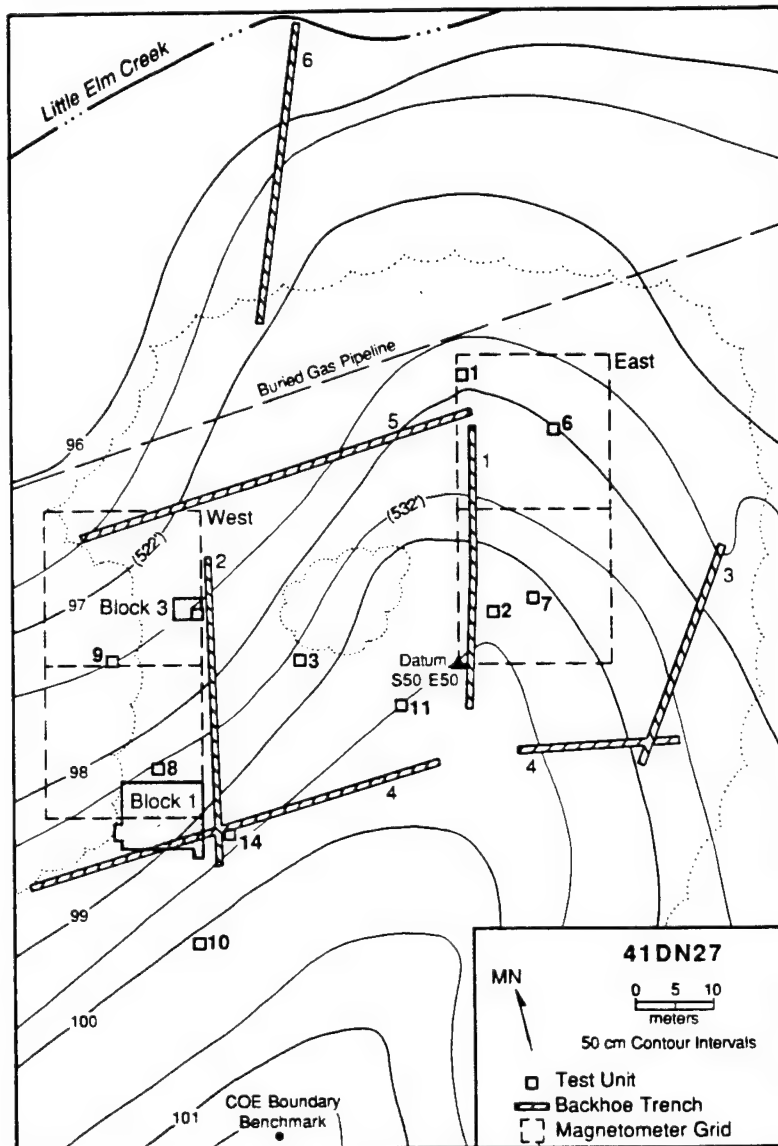 Little Elm Creek
6
Buried Gas Pipeline
1
East
5
6
96
1
West
(522')
(532')
2
3
97
Block 3
2
7
9
3
Datum
S50 E50
11
98
8
4
4
Block 1
14
99
10
41DN27
MN
0 5 10
meters
50 cm Contour Intervals
100
Test Unit
Backhoe Trench
Magnetometer Grid
101
COE Boundary
Benchmark